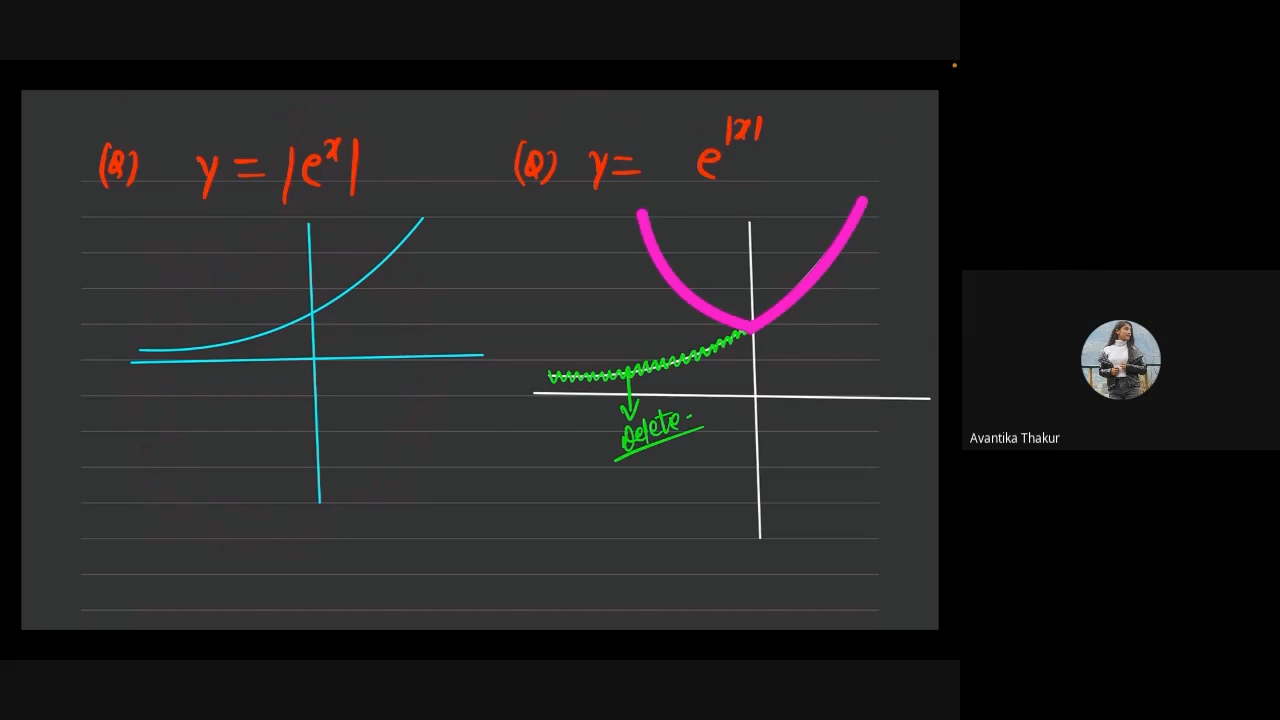 (Q) y = |e^x|
(Q) y = e^|x|
Delete.
Avantika Thakur